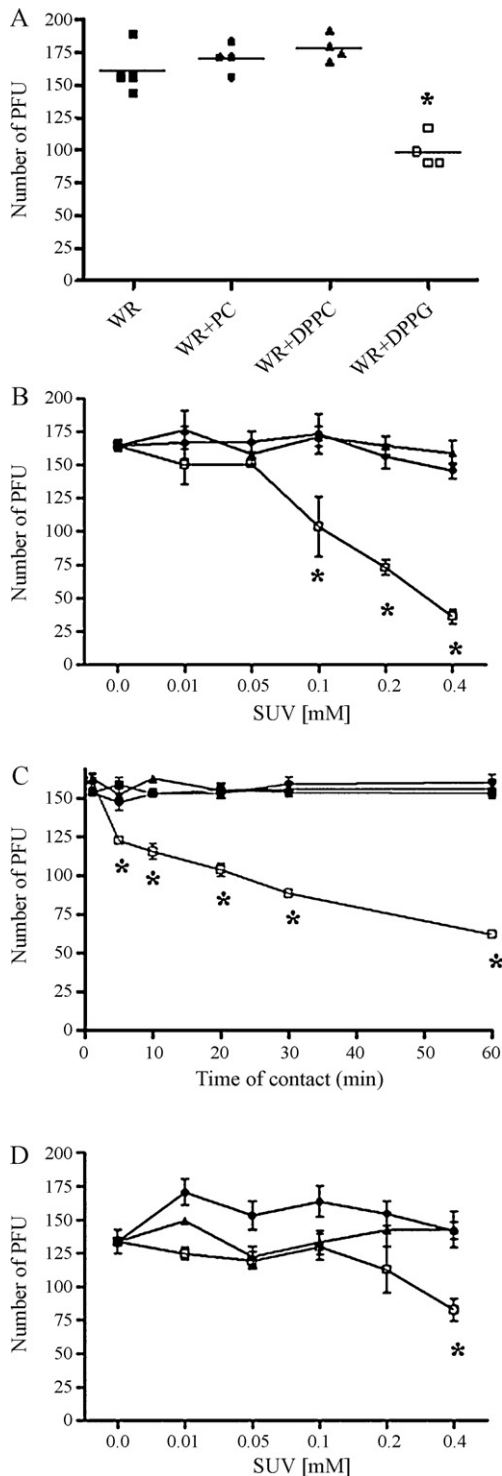 A
Number of PFU
200
175
150
125
100
75
50
25
0
*
WR
WR+PC
WR+DPPC
WR+DPPG
B
Number of PFU
200
175
150
125
100
75
50
25
0
* * *
0.0 0.01 0.05 0.1 0.2 0.4
SUV [mM]
C
Number of PFU
150
125
100
75
50
25
0
* * * * *
0 10 20 30 40 50 60
Time of contact (min)
D
Number of PFU
200
175
150
125
100
75
50
25
0
*
0.0 0.01 0.05 0.1 0.2 0.4
SUV [mM]